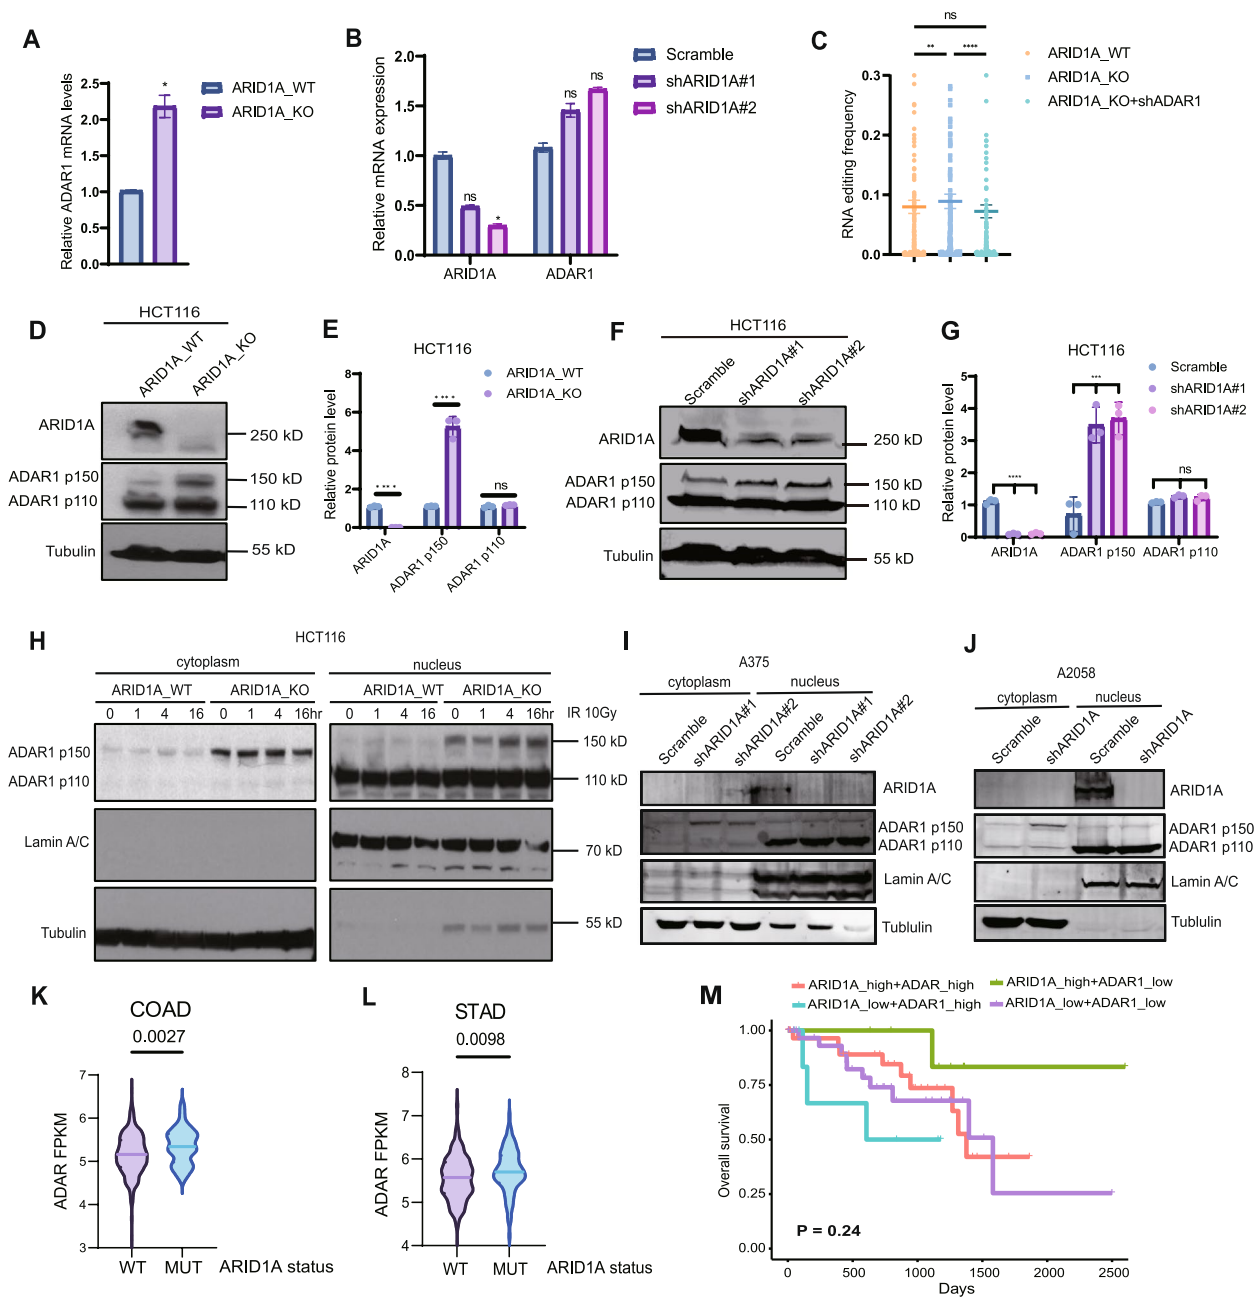 A
Relative ADAR1 mRNA levels
2.5
2.0
1.5
1.0
0.5
0.0
*
ARID1A_WT
ARID1A_KO
B
Relative mRNA expression
2.0
1.5
1.0
0.5
0.0
ns
*
ns
ns
ARID1A
ADAR1
Scramble
shARID1A#1
shARID1A#2
C
RNA editing frequency
0.3
0.2
0.1
0.0
ns
**
****
ARID1A_WT
ARID1A_KO
ARID1A_KO+shADAR1
D
HCT116
ARID1A_WT
ARID1A_KO
ARID1A
250 kD
ADAR1 p150
150 kD
ADAR1 p110
110 kD
Tubulin
55 kD
E
HCT116
Relative protein level
8
6
4
2
0
****
****
ns
ARID1A
ADAR1 p150
ADAR1 p110
ARID1A_WT
ARID1A_KO
F
HCT116
Scramble
shARID1A#1
shARID1A#2
ARID1A
250 kD
ADAR1 p150
150 kD
ADAR1 p110
110 kD
Tubulin
55 kD
G
HCT116
Relative protein level
5
4
3
2
1
0
****
***
ns
ARID1A
ADAR1 p150
ADAR1 p110
Scramble
shARID1A#1
shARID1A#2
H
HCT116
cytoplasm
nucleus
ARID1A_WT
ARID1A_KO
ARID1A_WT
ARID1A_KO
0 1 4 16 0 1 4 16hr
0 1 4 16 0 1 4 16hr
IR 10Gy
ADAR1 p150
150 kD
ADAR1 p110
110 kD
Lamin A/C
70 kD
Tubulin
55 kD
I
A375
cytoplasm
nucleus
Scramble
shARID1A#1
shARID1A#2
Scramble
shARID1A#1
shARID1A#2
ARID1A
ADAR1 p150
ADAR1 p110
Lamin A/C
Tublulin
J
A2058
cytoplasm
nucleus
Scramble
shARID1A
Scramble
shARID1A
ARID1A
ADAR1 p150
ADAR1 p110
Lamin A/C
Tublulin
K
COAD
0.0027
ADAR FPKM
7
6
5
4
3
WT
MUT
ARID1A status
L
STAD
0.0098
ADAR FPKM
8
7
6
5
4
WT
MUT
ARID1A status
M
ARID1A_high+ADAR_high
ARID1A_high+ADAR1_low
ARID1A_low+ADAR1_high
ARID1A_low+ADAR1_low
Overall survival
1.00
0.75
0.50
0.25
0.00
P = 0.24
0
500
1000
1500
2000
2500
Days